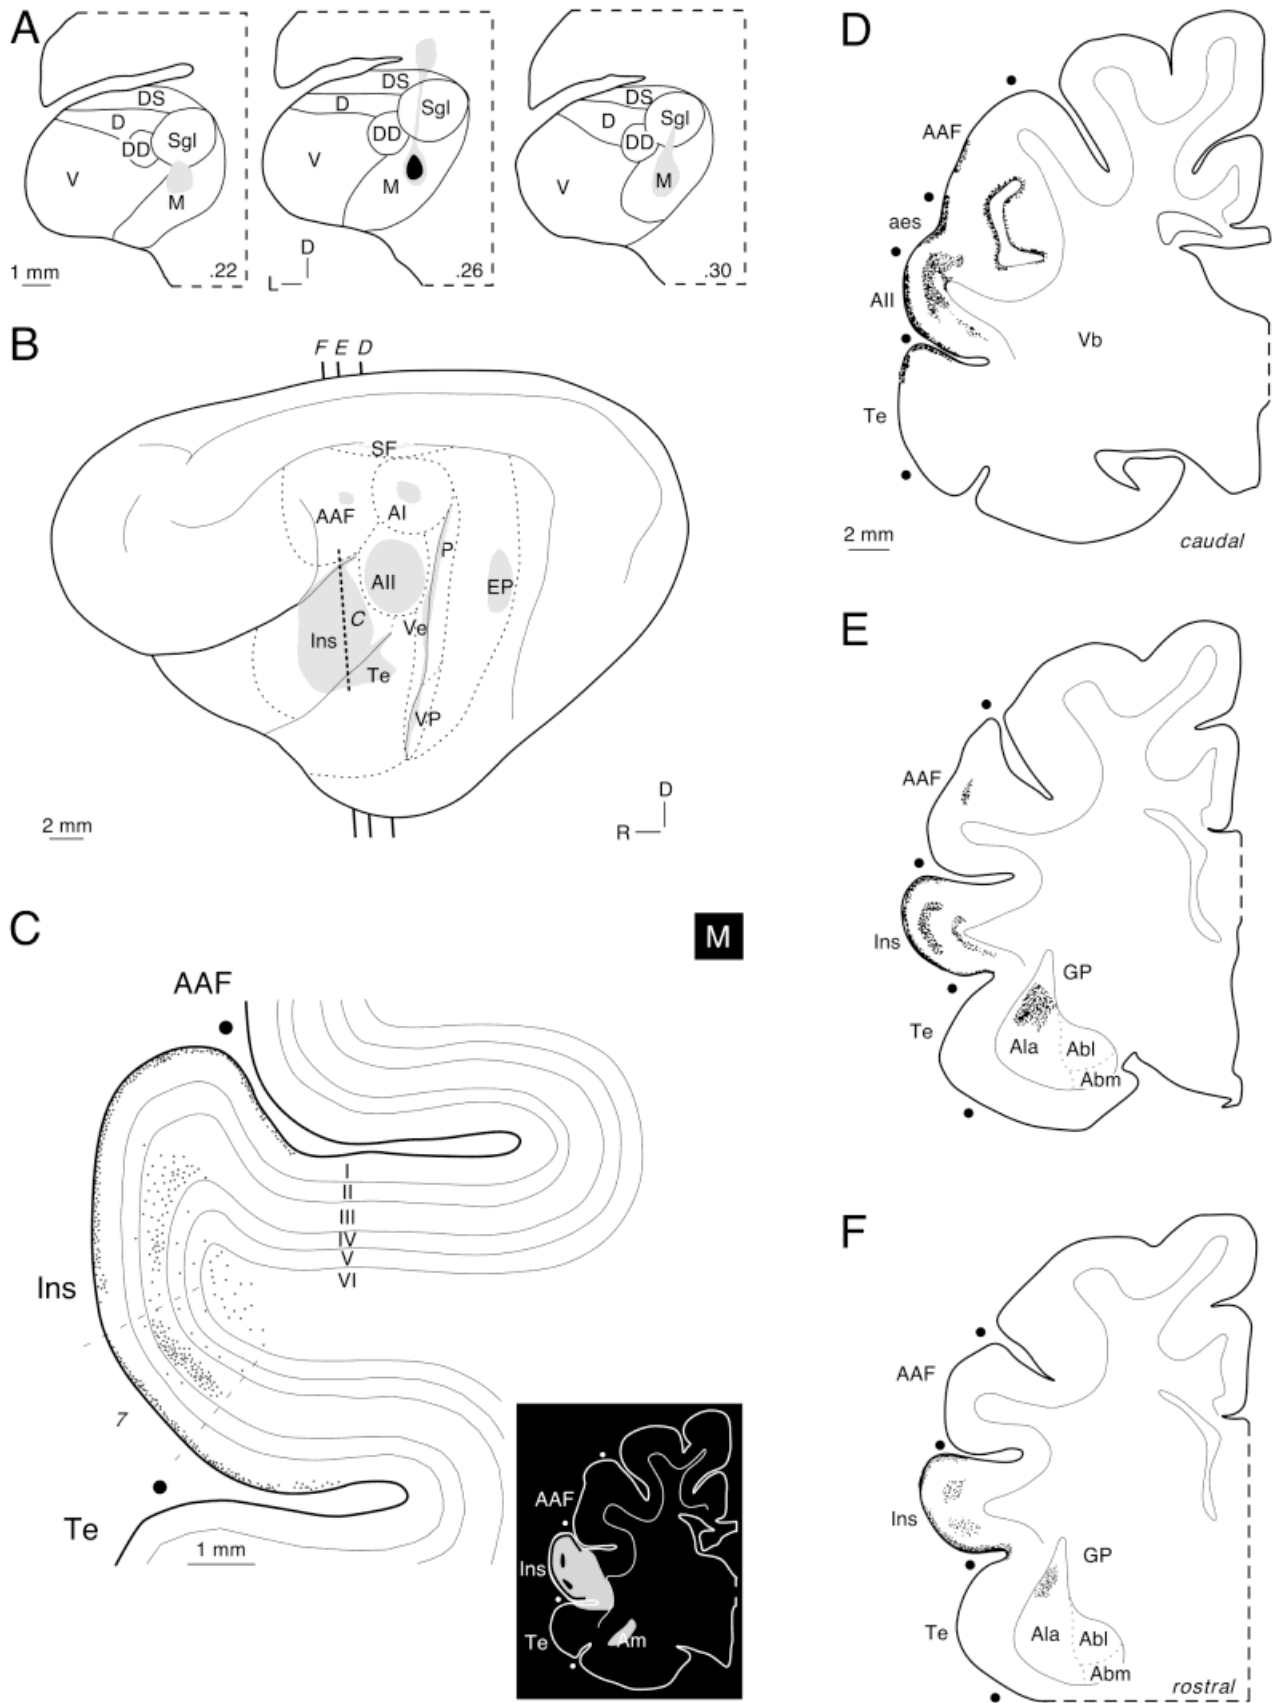 A
DS
D
DD
Sgl
V
M
1 mm
.22
DS
D
DD
Sgl
V
M
D
L
.26
DS
D
DD
Sgl
V
M
.30
B
F E D
SF
AAF
AI
P
AII
EP
C
Ins
Ve
Te
VP
2 mm
D
R
C
M
AAF
I
II
III
IV
V
VI
Ins
7
Te
1 mm
AAF
Ins
Te
Am
D
AAF
aes
AII
Vb
Te
2 mm
caudal
E
AAF
Ins
GP
Te
Ala
Abl
Abm
F
AAF
Ins
GP
Te
Ala
Abl
Abm
rostral